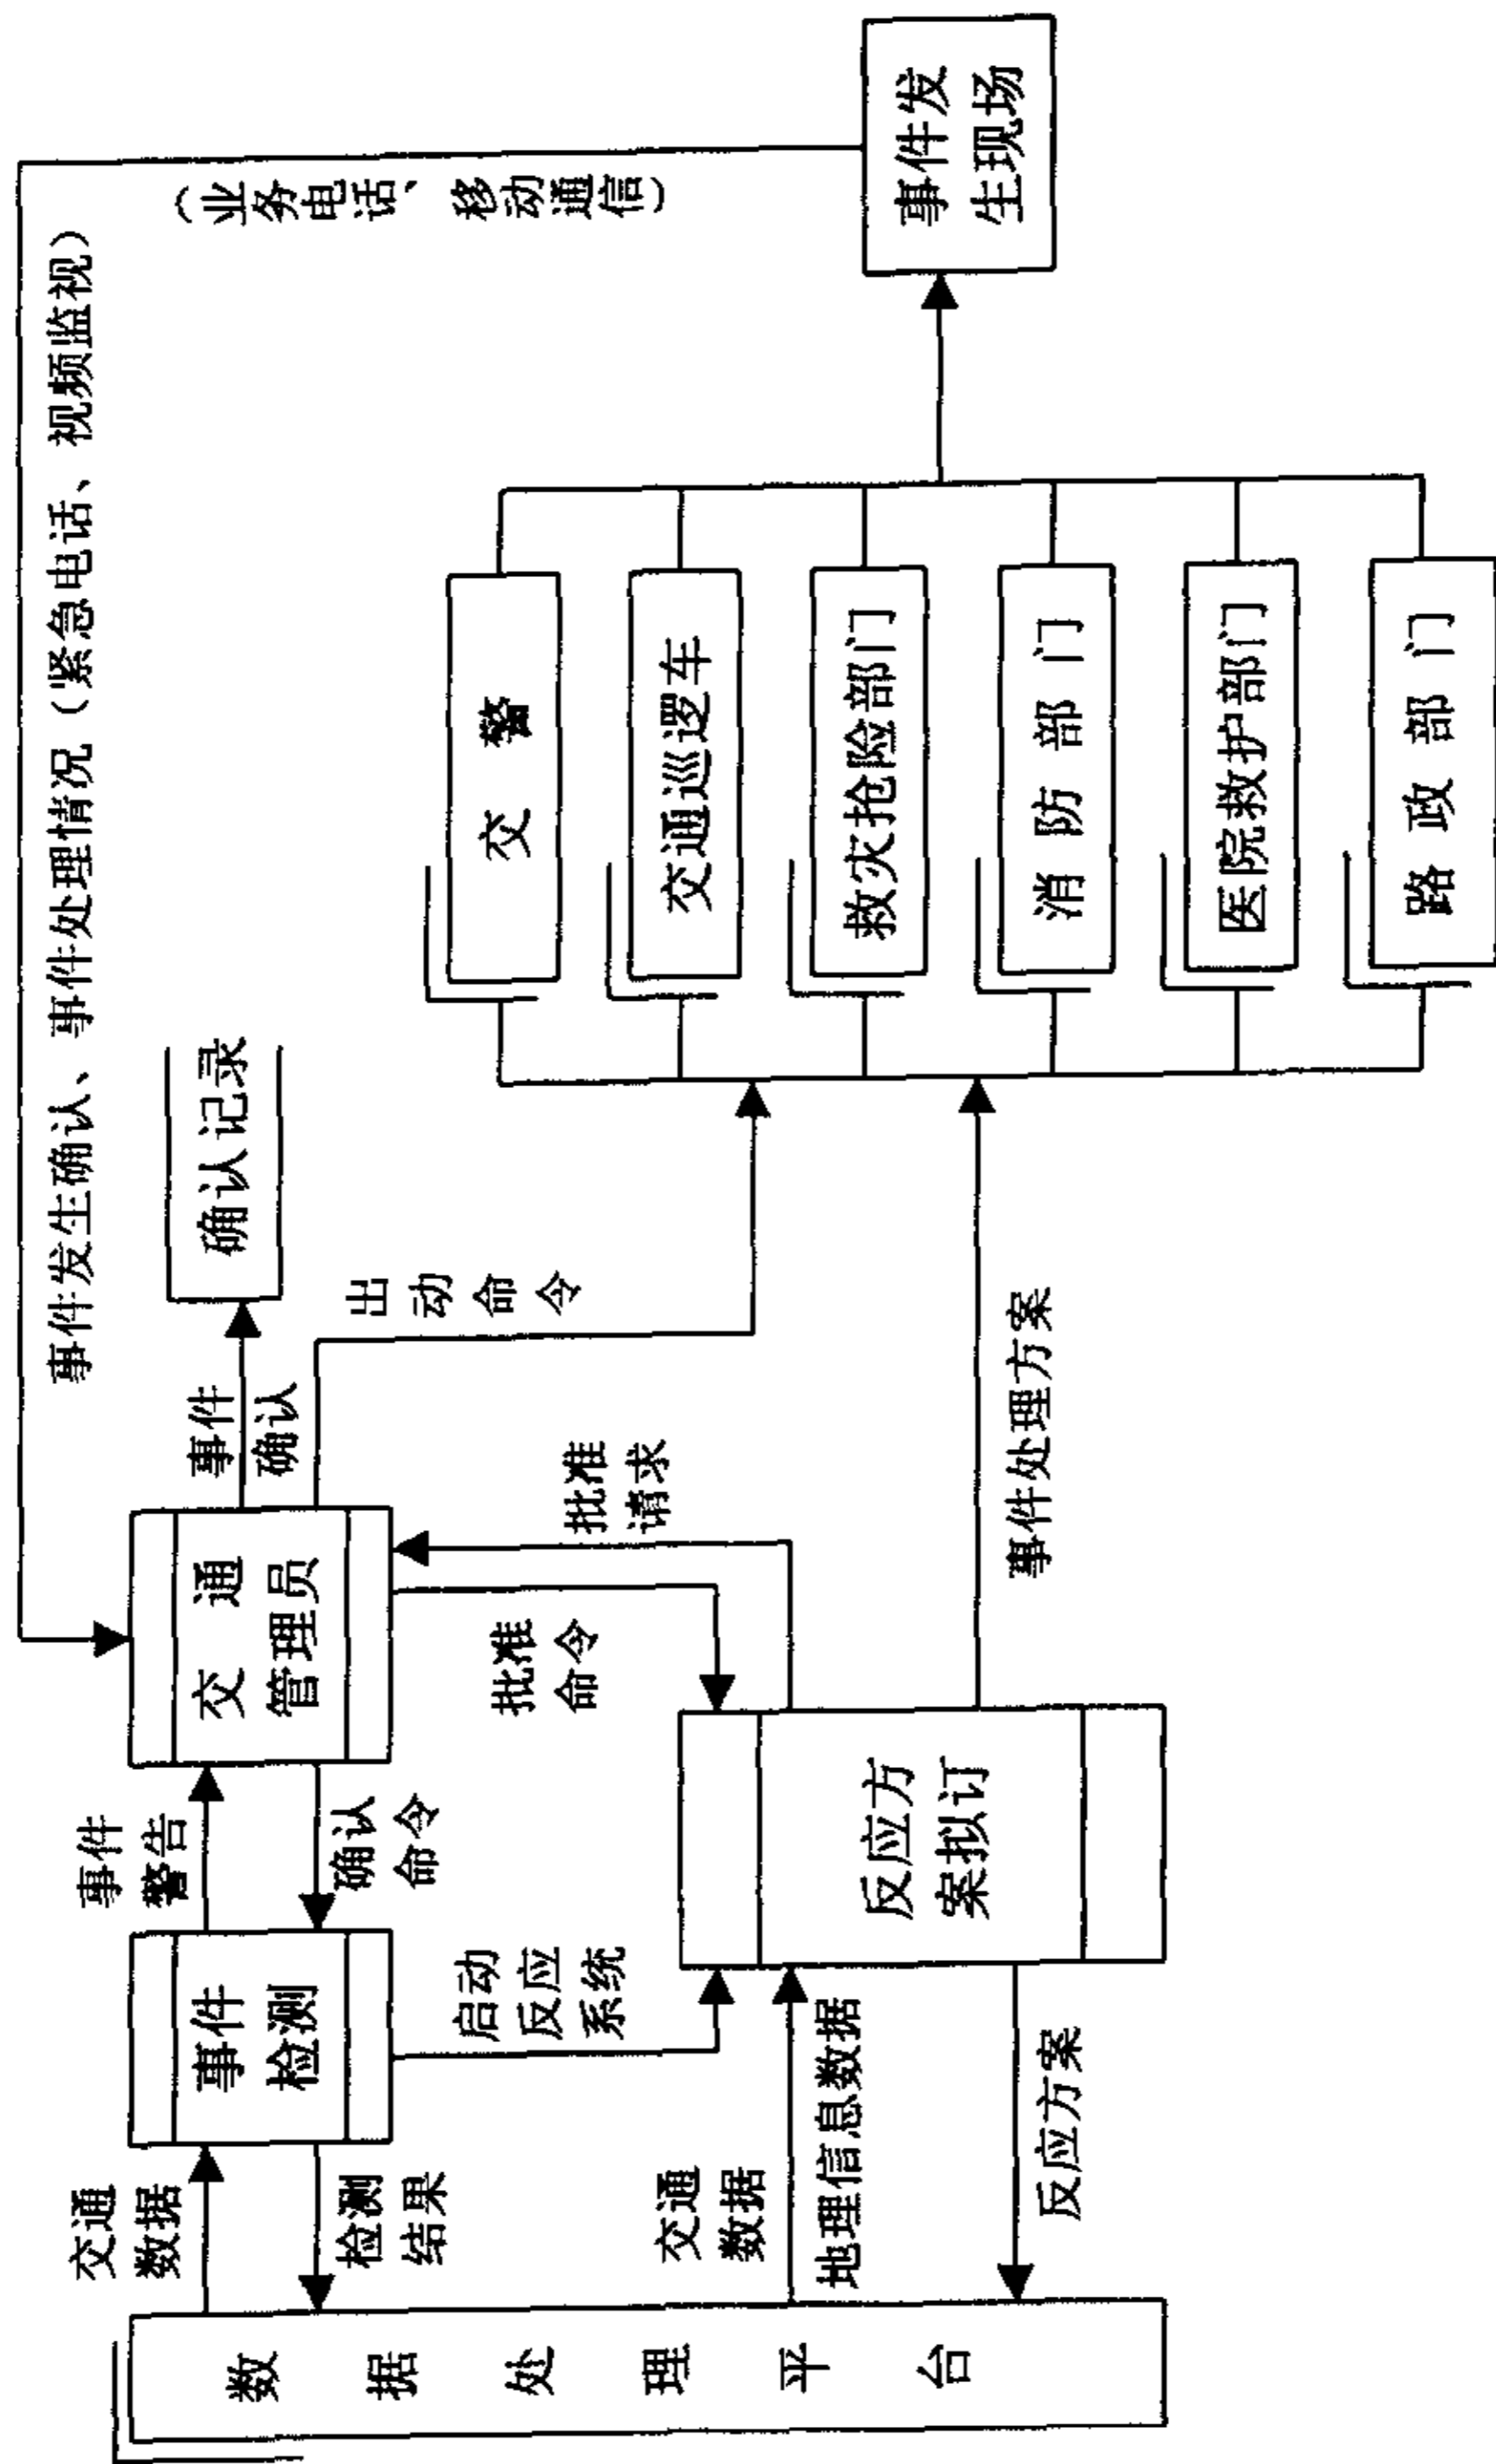 事件发生确认、事件处理情况（紧急电话、视频监视）
（业务电话、移动通信）
交通
数据
事件
警告
事件
确认
确认记录
数据处理平台
事件
检测
交通
管理员
检测
结果
确认
命令
出动命令
启动
反应
系统
批准
命令
批准
请求
交通
数据
地理信息数据
反应方
案拟订
反应方案
事件处理方案
交警
交通巡逻车
救灾抢险部门
消防部门
医院救护部门
路政部门
事件发
生现场